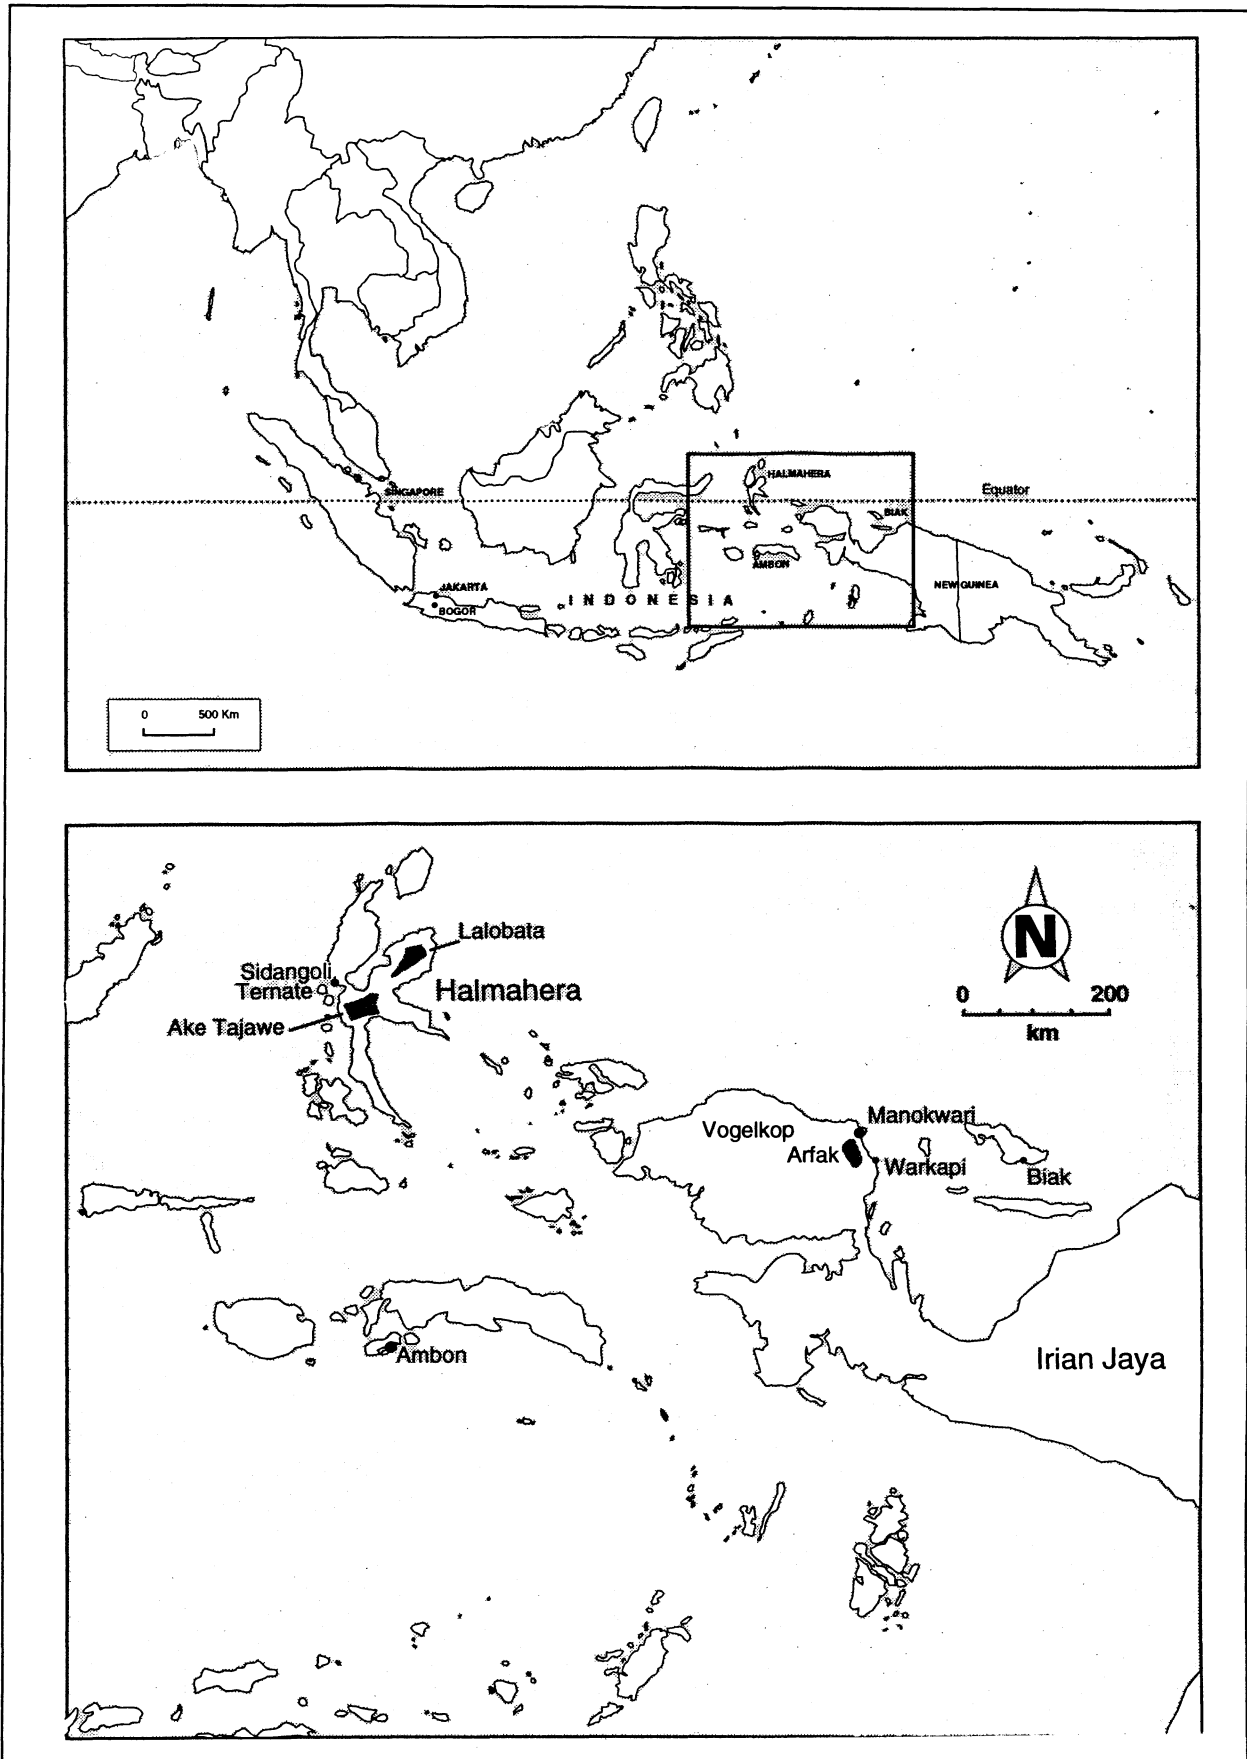 HALMAHERA
SINGAPORE
Equator
BIAK
AMBON
JAKARTA
NEW GUINEA
INDONESIA
BOGOR
0 500 Km
Lalobata
Sidangoli
Ternate
Halmahera
Ake Tajawe
N
0 200
km
Manokwari
Vogelkop
Arfak
Warkapi
Biak
Ambon
Irian Jaya